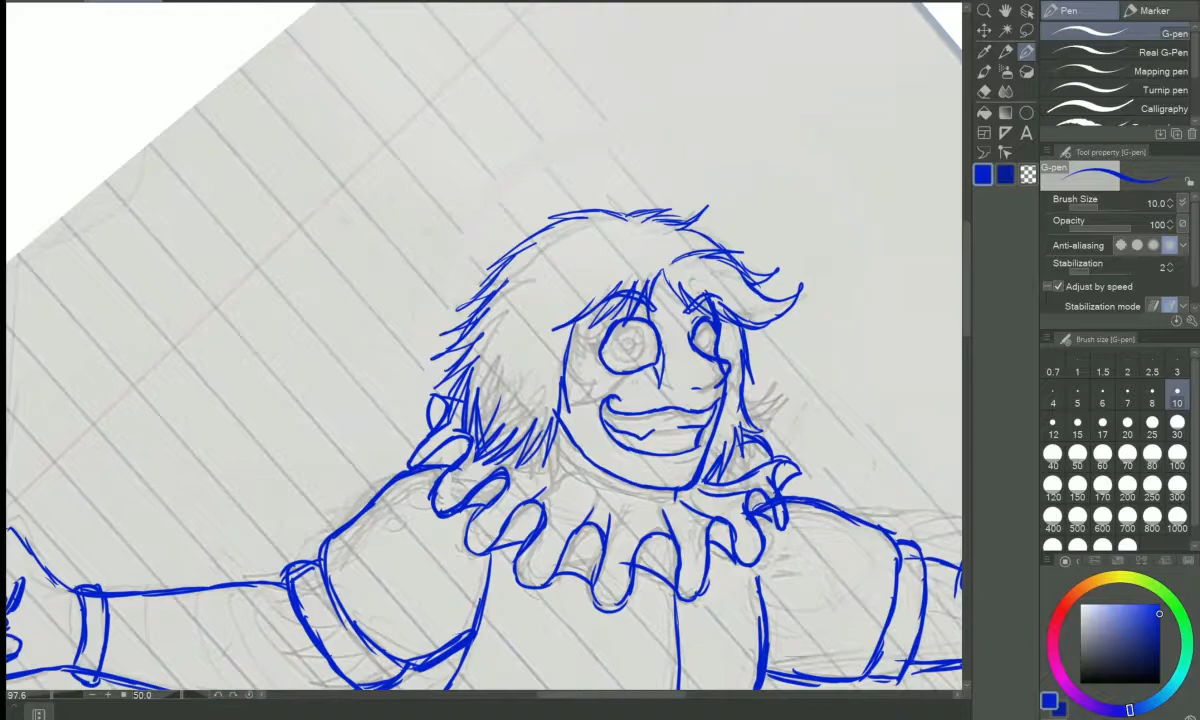 Pen Marker
G-pen
Real G-Pen
Mapping pen
Turnip pen
Calligraphy
Tool property [G-pen]
G-pen
Brush Size 10.0
Opacity 100
Anti-aliasing
Stabilization 2
Adjust by speed
Stabilization mode
Brush size [G-pen]
0.7 1 1.5 2 2.5 3
4 5 6 7 8 10
12 15 17 20 25 30
40 50 60 70 80 100
120 150 170 200 250 300
400 500 600 700 800 1000
97.6 50.0